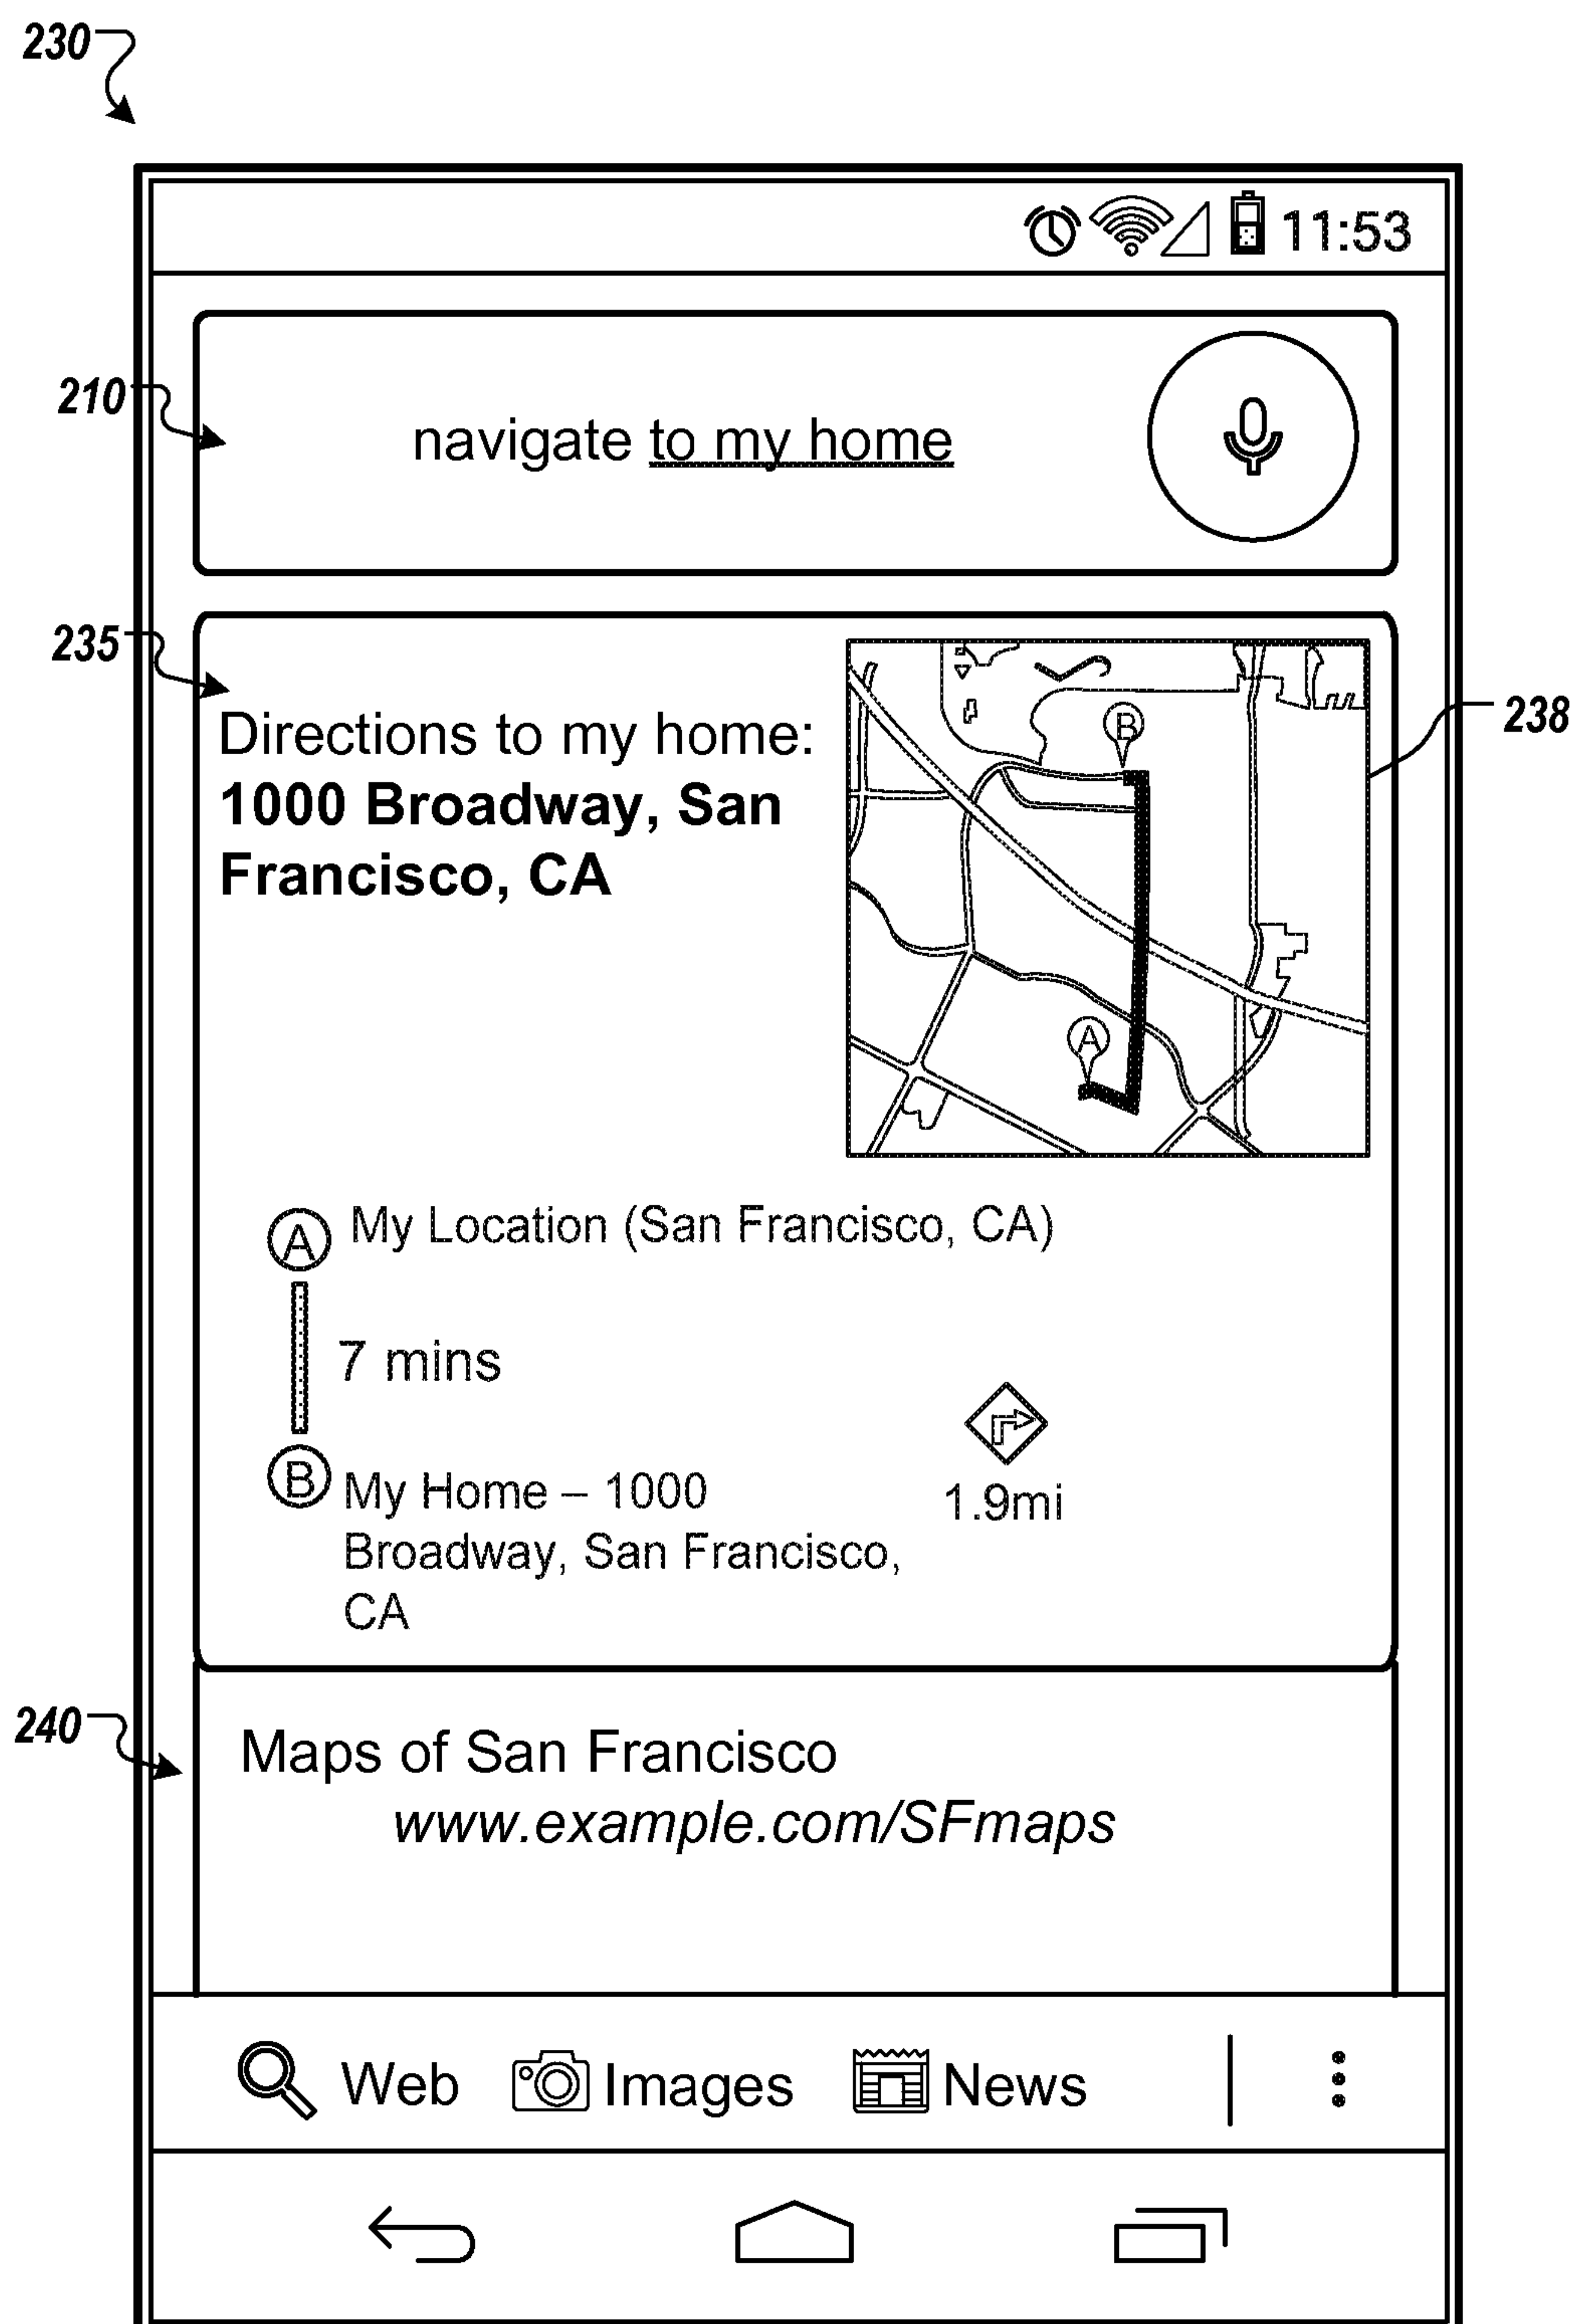 230
11:53
210
navigate to my home
235
238
Directions to my home:
1000 Broadway, San
Francisco, CA
B
A
A My Location (San Francisco, CA)
7 mins
B My Home – 1000
Broadway, San Francisco,
CA
1.9mi
240
Maps of San Francisco
www.example.com/SFmaps
Web Images News